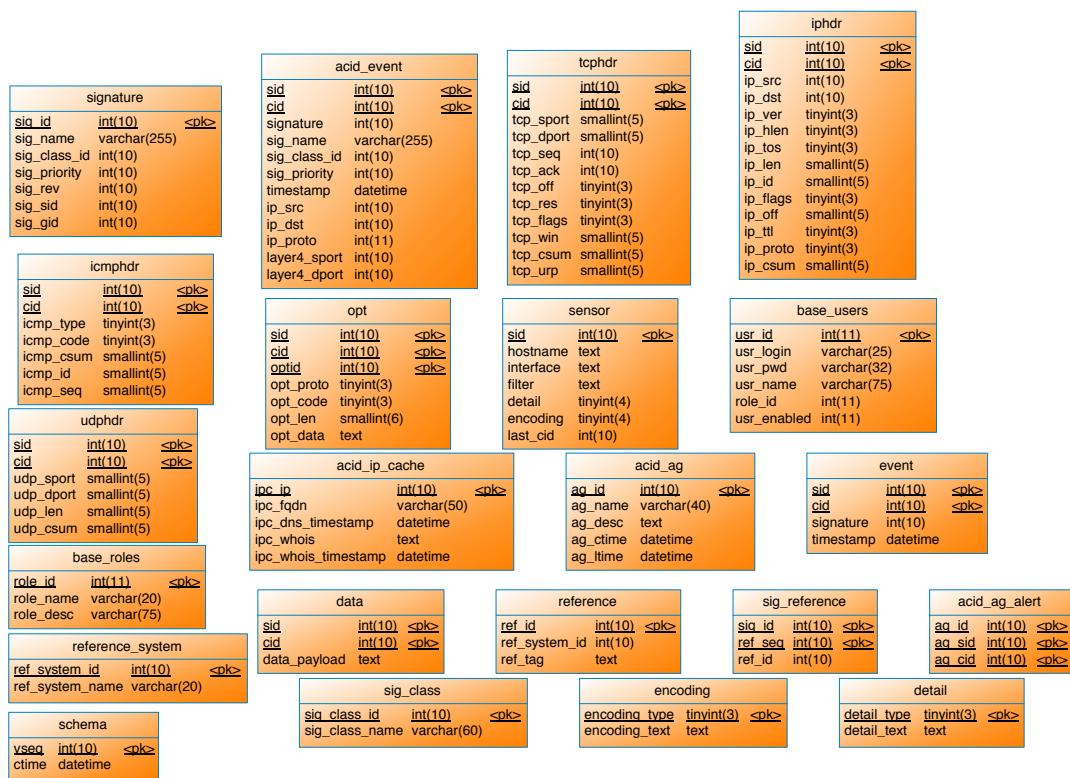 signature
sig_id int(10) <pk>
sig_name varchar(255)
sig_class_id int(10)
sig_priority int(10)
sig_rev int(10)
sig_sid int(10)
sig_gid int(10)
acid_event
sid int(10) <pk>
cid int(10) <pk>
signature int(10)
sig_name varchar(255)
sig_class_id int(10)
sig_priority int(10)
timestamp datetime
ip_src int(10)
ip_dst int(10)
ip_proto int(11)
layer4_sport int(10)
layer4_dport int(10)
tcphdr
sid int(10) <pk>
cid int(10) <pk>
tcp_sport smallint(5)
tcp_dport smallint(5)
tcp_seq int(10)
tcp_ack int(10)
tcp_off tinyint(3)
tcp_res tinyint(3)
tcp_flags tinyint(3)
tcp_win smallint(5)
tcp_csum smallint(5)
tcp_urp smallint(5)
iphdr
sid int(10) <pk>
cid int(10) <pk>
ip_src int(10)
ip_dst int(10)
ip_ver tinyint(3)
ip_hlen tinyint(3)
ip_tos tinyint(3)
ip_len smallint(5)
ip_id smallint(5)
ip_flags tinyint(3)
ip_off smallint(5)
ip_ttl tinyint(3)
ip_proto tinyint(3)
ip_csum smallint(5)
icmphdr
sid int(10) <pk>
cid int(10) <pk>
icmp_type tinyint(3)
icmp_code tinyint(3)
icmp_csum smallint(5)
icmp_id smallint(5)
icmp_seq smallint(5)
opt
sid int(10) <pk>
cid int(10) <pk>
optid int(10) <pk>
opt_proto tinyint(3)
opt_code tinyint(3)
opt_len smallint(6)
opt_data text
sensor
sid int(10) <pk>
hostname text
interface text
filter text
detail tinyint(4)
encoding tinyint(4)
last_cid int(10)
base_users
usr_id int(11) <pk>
usr_login varchar(25)
usr_pwd varchar(32)
usr_name varchar(75)
role_id int(11)
usr_enabled int(11)
udphdr
sid int(10) <pk>
cid int(10) <pk>
udp_sport smallint(5)
udp_dport smallint(5)
udp_len smallint(5)
udp_csum smallint(5)
acid_ip_cache
ipc_ip int(10) <pk>
ipc_fqdn varchar(50)
ipc_dns_timestamp datetime
ipc_whois text
ipc_whois_timestamp datetime
acid_ag
ag_id int(10) <pk>
ag_name varchar(40)
ag_desc text
ag_ctime datetime
ag_ltime datetime
event
sid int(10) <pk>
cid int(10) <pk>
signature int(10)
timestamp datetime
base_roles
role_id int(11) <pk>
role_name varchar(20)
role_desc varchar(75)
data
sid int(10) <pk>
cid int(10) <pk>
data_payload text
reference
ref_id int(10) <pk>
ref_system_id int(10)
ref_tag text
sig_reference
sig_id int(10) <pk>
ref_seq int(10) <pk>
ref_id int(10)
acid_ag_alert
ag_id int(10) <pk>
ag_sid int(10) <pk>
ag_cid int(10) <pk>
reference_system
ref_system_id int(10) <pk>
ref_system_name varchar(20)
sig_class
sig_class_id int(10) <pk>
sig_class_name varchar(60)
encoding
encoding_type tinyint(3) <pk>
encoding_text text
detail
detail_type tinyint(3) <pk>
detail_text text
schema
vseq int(10) <pk>
ctime datetime